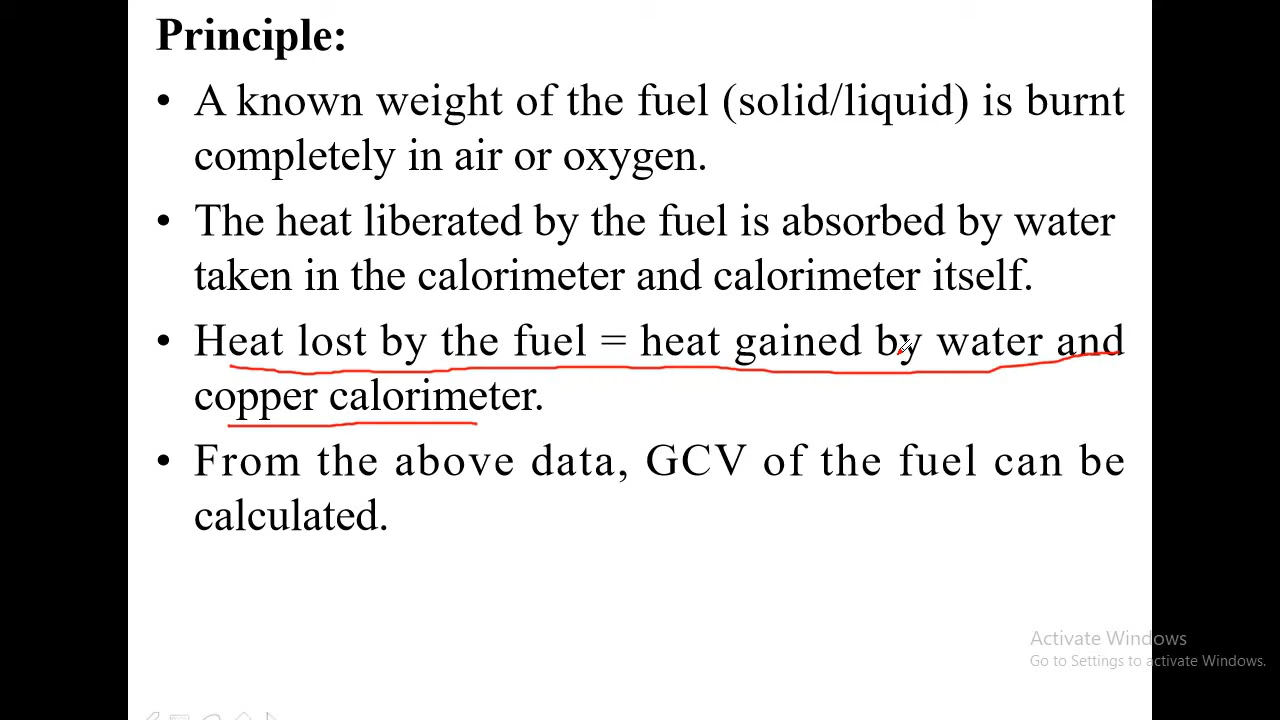 Principle:
• A known weight of the fuel (solid/liquid) is burnt
completely in air or oxygen.
• The heat liberated by the fuel is absorbed by water
taken in the calorimeter and calorimeter itself.
• Heat lost by the fuel = heat gained by water and
copper calorimeter.
• From the above data, GCV of the fuel can be
calculated.
Activate Windows
Go to Settings to activate Windows.